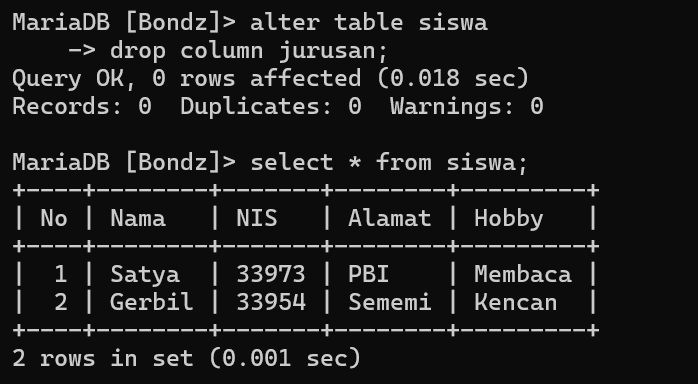 MariaDB [Bondz]> alter table siswa
    -> drop column jurusan;
Query OK, 0 rows affected (0.018 sec)
Records: 0  Duplicates: 0  Warnings: 0

MariaDB [Bondz]> select * from siswa;
+----+--------+-------+--------+---------+
| No | Nama   | NIS   | Alamat | Hobby   |
+----+--------+-------+--------+---------+
|  1 | Satya  | 33973 | PBI    | Membaca |
|  2 | Gerbil | 33954 | Sememi | Kencan  |
+----+--------+-------+--------+---------+
2 rows in set (0.001 sec)